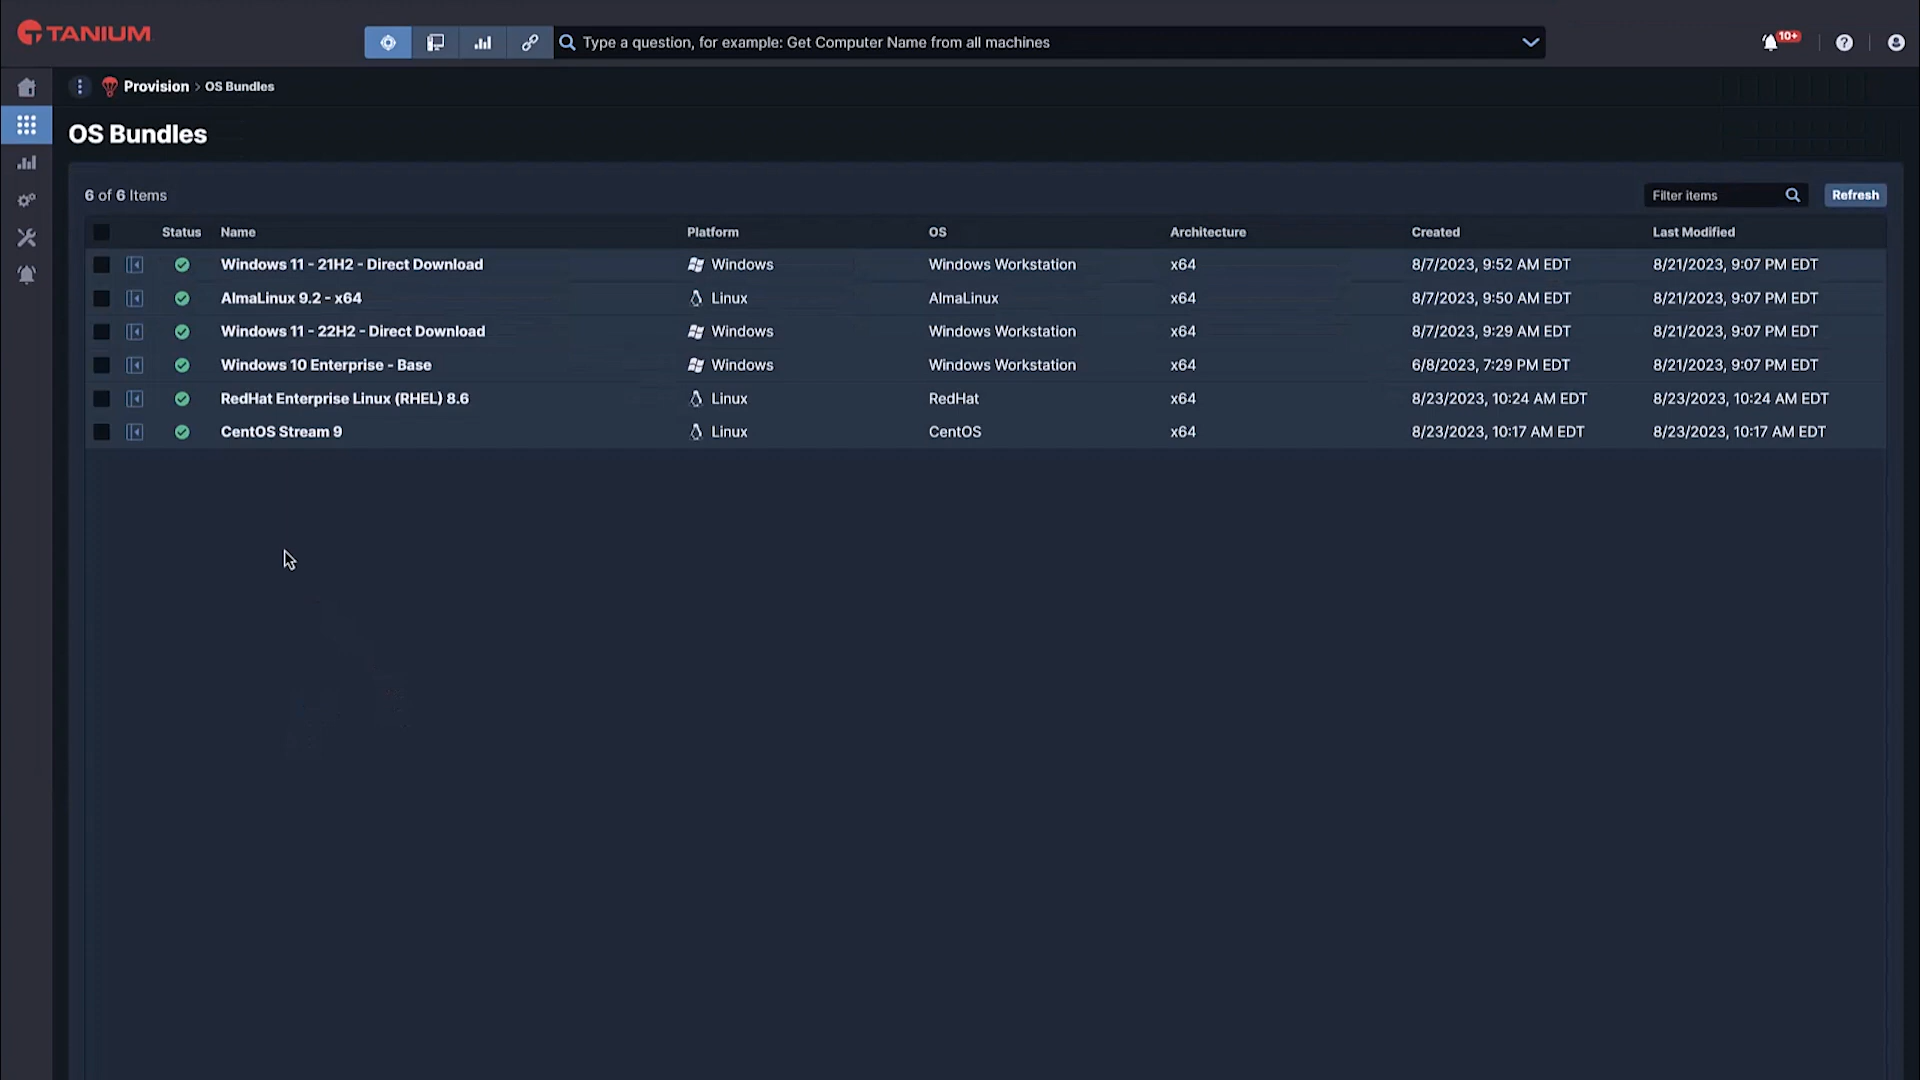 TANIUM
Type a question, for example: Get Computer Name from all machines
10+
Provision > OS Bundles
OS Bundles
6 of 6 Items
Filter items
Refresh
Status Name Platform OS Architecture Created Last Modified
Windows 11 - 21H2 - Direct Download Windows Windows Workstation x64 8/7/2023, 9:52 AM EDT 8/21/2023, 9:07 PM EDT
AlmaLinux 9.2 - x64 Linux AlmaLinux x64 8/7/2023, 9:50 AM EDT 8/21/2023, 9:07 PM EDT
Windows 11 - 22H2 - Direct Download Windows Windows Workstation x64 8/7/2023, 9:29 AM EDT 8/21/2023, 9:07 PM EDT
Windows 10 Enterprise - Base Windows Windows Workstation x64 6/8/2023, 7:29 PM EDT 8/21/2023, 9:07 PM EDT
RedHat Enterprise Linux (RHEL) 8.6 Linux RedHat x64 8/23/2023, 10:24 AM EDT 8/23/2023, 10:24 AM EDT
CentOS Stream 9 Linux CentOS x64 8/23/2023, 10:17 AM EDT 8/23/2023, 10:17 AM EDT